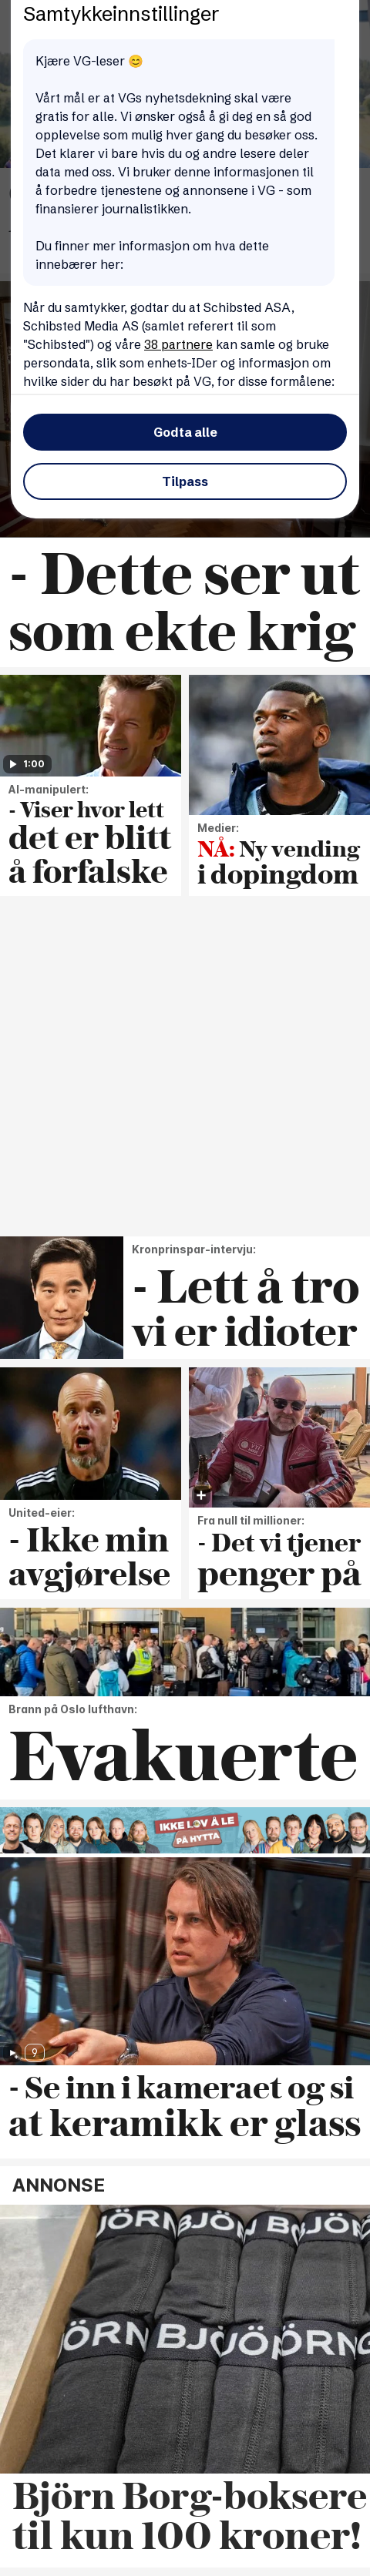 Samtykkeinnstillinger
Kjære VG-leser 😊
Vårt mål er at VGs nyhetsdekning skal være
gratis for alle. Vi ønsker også å gi deg en så god
opplevelse som mulig hver gang du besøker oss.
Det klarer vi bare hvis du og andre lesere deler
data med oss. Vi bruker denne informasjonen til
å forbedre tjenestene og annonsene i VG - som
finansierer journalistikken.
Du finner mer informasjon om hva dette
innebærer her:
Når du samtykker, godtar du at Schibsted ASA,
Schibsted Media AS (samlet referert til som
"Schibsted") og våre 38 partnere kan samle og bruke
persondata, slik som enhets-IDer og informasjon om
hvilke sider du har besøkt på VG, for disse formålene:
Godta alle
Tilpass
- Dette ser ut
som ekte krig
1:00
AI-manipulert:
- Viser hvor lett
det er blitt
å forfalske
Medier:
NÅ: Ny vending
i dopingdom
Kronprinspar-intervju:
- Lett å tro
vi er idioter
United-eier:
- Ikke min
avgjørelse
Fra null til millioner:
- Det vi tjener
penger på
Brann på Oslo lufthavn:
Evakuerte
IKKE LOV Å LE
PÅ HYTTA
9
- Se inn i kameraet og si
at keramikk er glass
ANNONSE
JÖRN BJÖRN BJÖRN BJÖ
JÖRN BJÖ BJÖRN
Björn Borg-boksere
til kun 100 kroner!